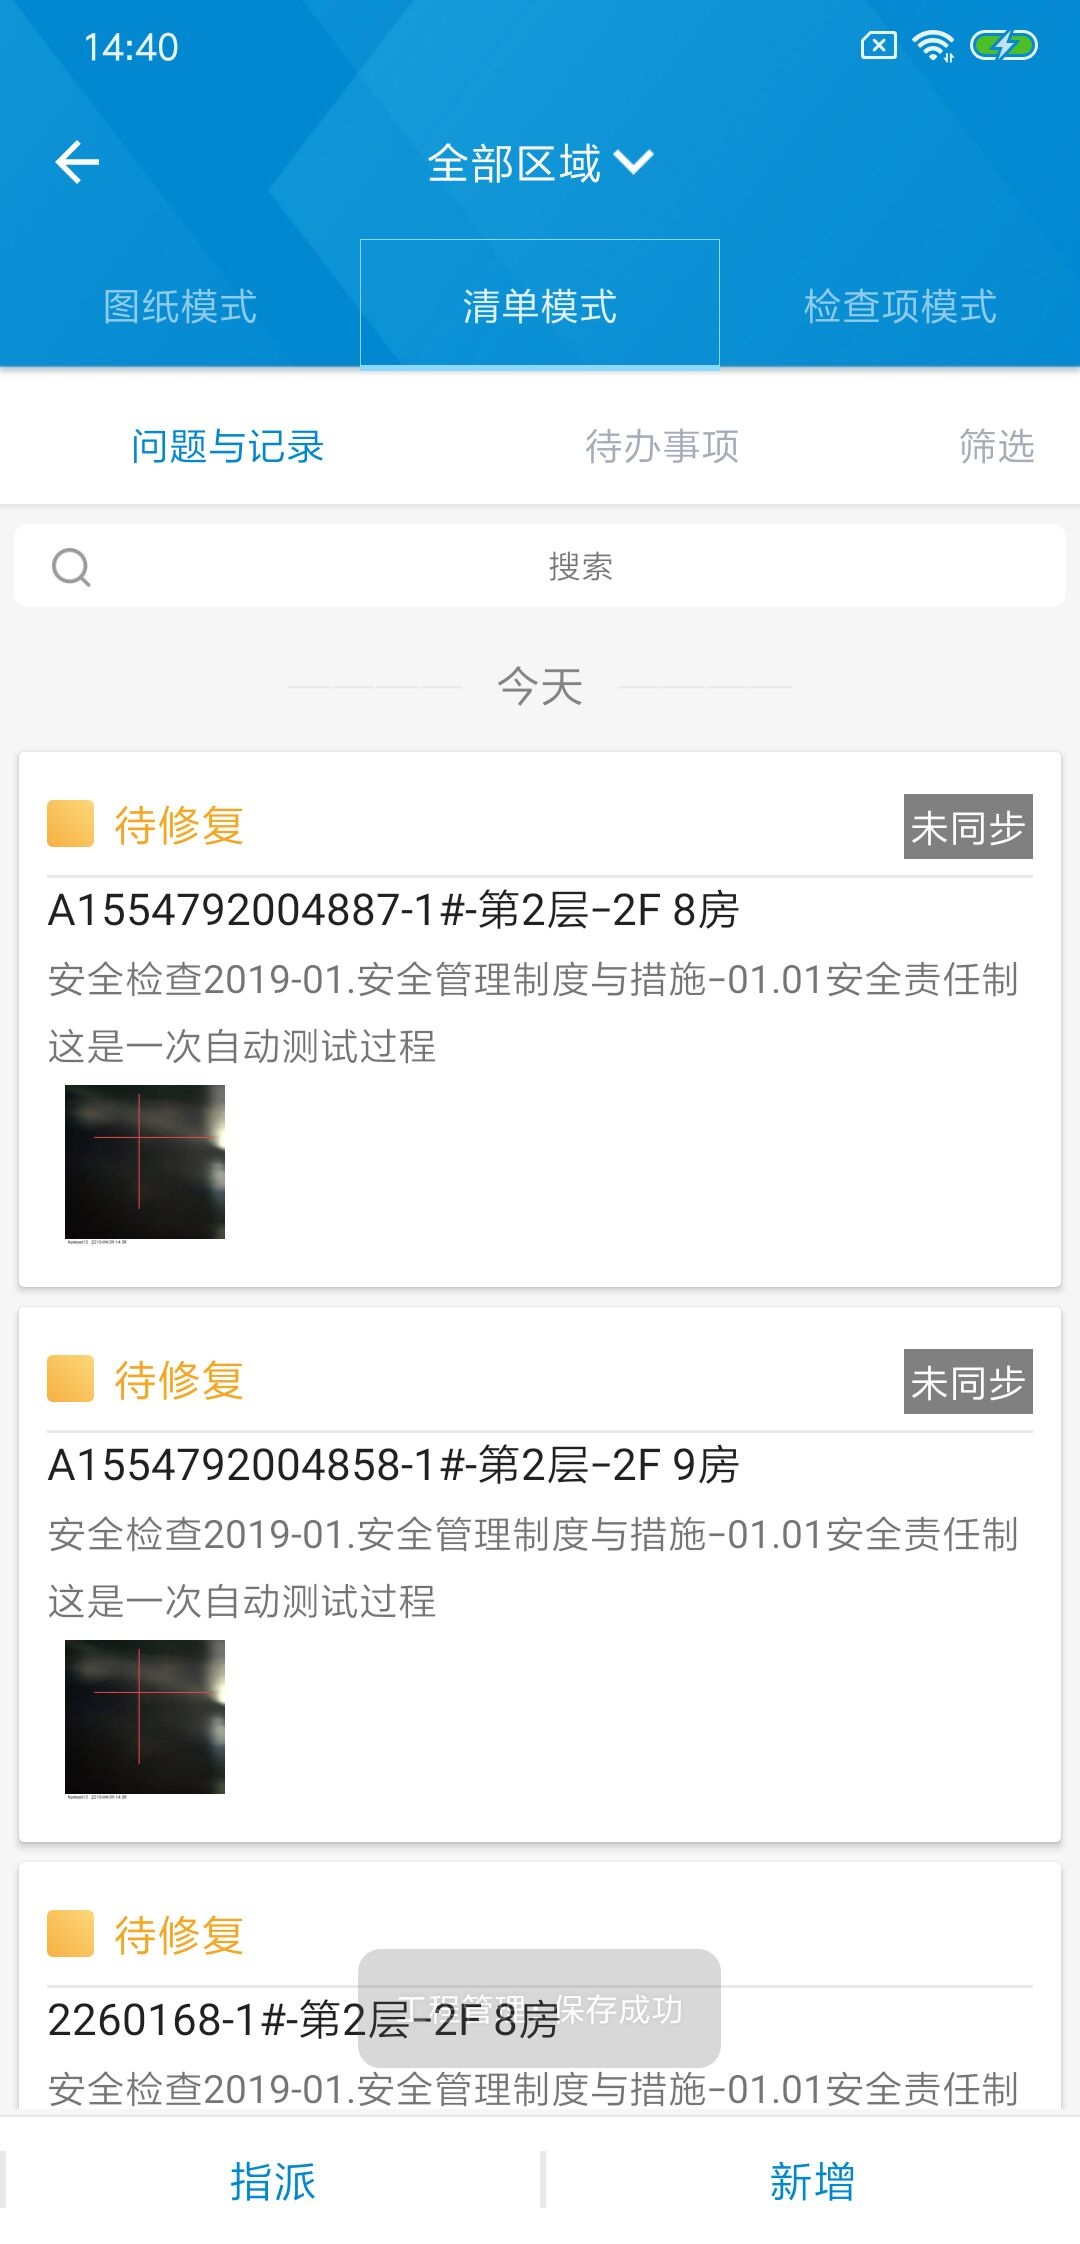 14:40
全部区域
图纸模式 清单模式 检查项模式
问题与记录 待办事项 筛选
搜索
今天
待修复 未同步
A1554792004887-1#-第2层-2F 8房
安全检查2019-01.安全管理制度与措施-01.01安全责任制
这是一次自动测试过程
待修复 未同步
A1554792004858-1#-第2层-2F 9房
安全检查2019-01.安全管理制度与措施-01.01安全责任制
这是一次自动测试过程
待修复
2260168-1#-第2层-2F 8房
工程管理：保存成功
安全检查2019-01.安全管理制度与措施-01.01安全责任制
指派 新增